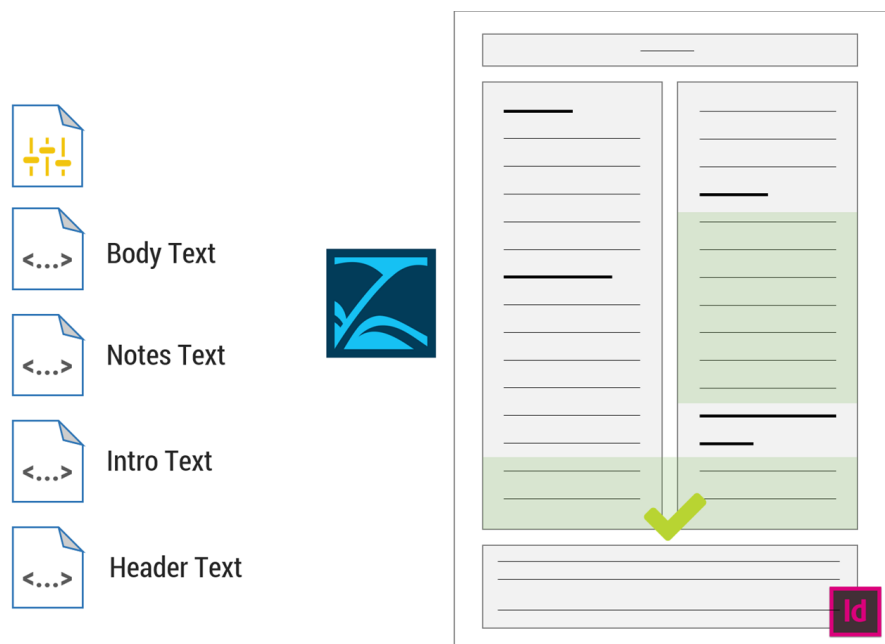 <...> Body Text
<...> Notes Text
<...> Intro Text
<...> Header Text
Id